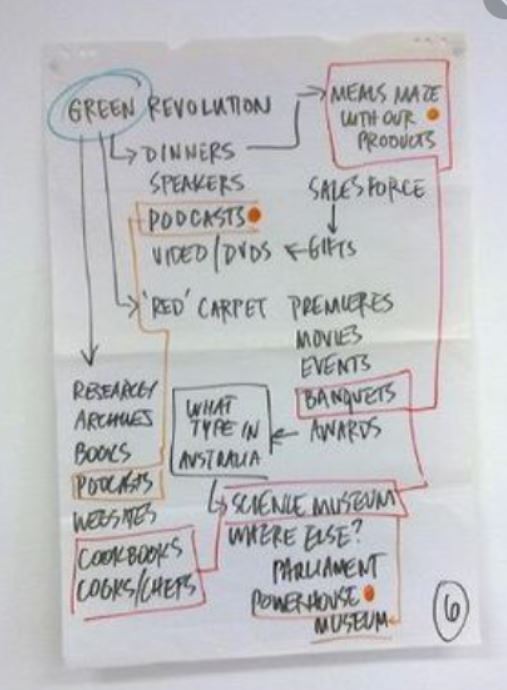 GREEN REVOLUTION
DINNERS
SPEAKERS
PODCASTS
VIDEO/DVDS
'RED' CARPET
MEALS MADE
WITH OUR
PRODUCTS
SALES FORCE
GIFTS
PREMIERES
MOVIES
EVENTS
BANQUETS
AWARDS
WHAT
TYPE IN
AUSTRALIA
RESEARCH/
ARCHIVES
BOOKS
PODCASTS
WEBSITES
COOKBOOKS
COOKS/CHEFS
SCIENCE MUSEUM
WHERE ELSE?
PARLIAMENT
POWERHOUSE
MUSEUM
6